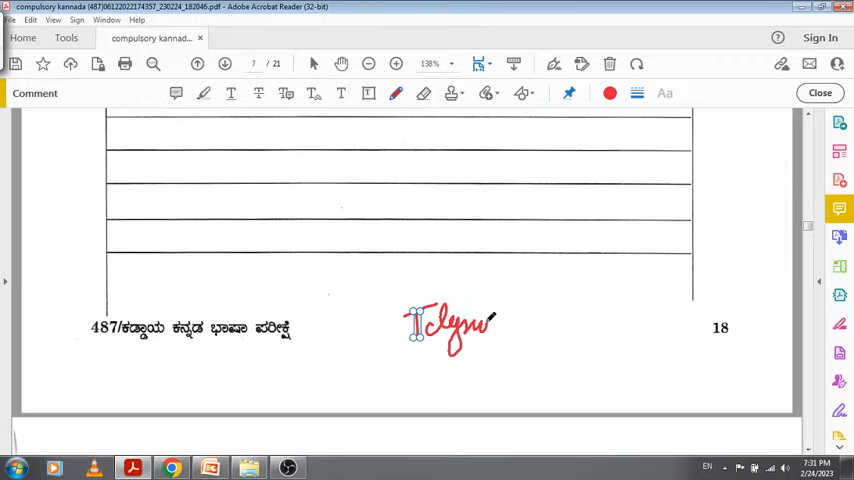 compulsory kannada (487)06122022174357_230224_182046.pdf - Adobe Acrobat Reader (32-bit)
File Edit View Sign Window Help
Home Tools compulsory kannad... × Sign In
7 / 21 138%
Comment Aa Close
487/ಕಡ್ಡಾಯ ಕನ್ನಡ ಭಾಷಾ ಪರೀಕ್ಷೆ 18
EN 7:31 PM
2/24/2023